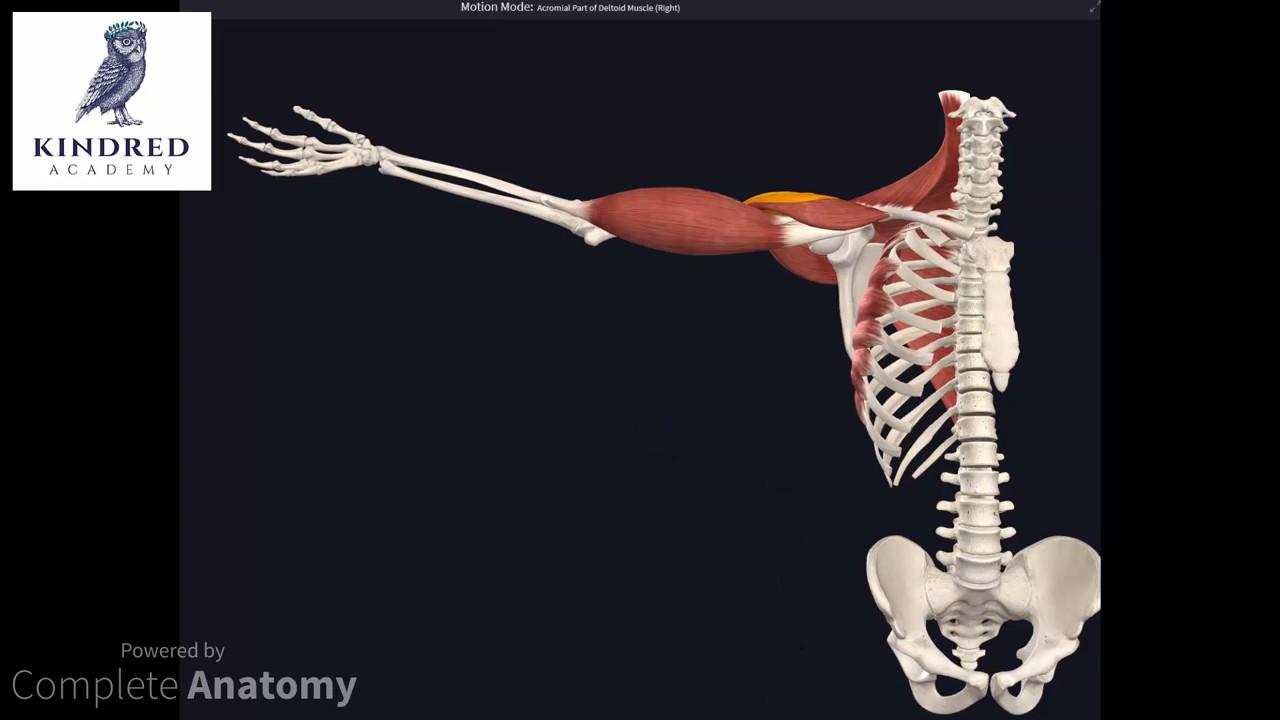 Motion Mode: Acromial Part of Deltoid Muscle (Right)
KINDRED
ACADEMY
Powered by
Complete Anatomy